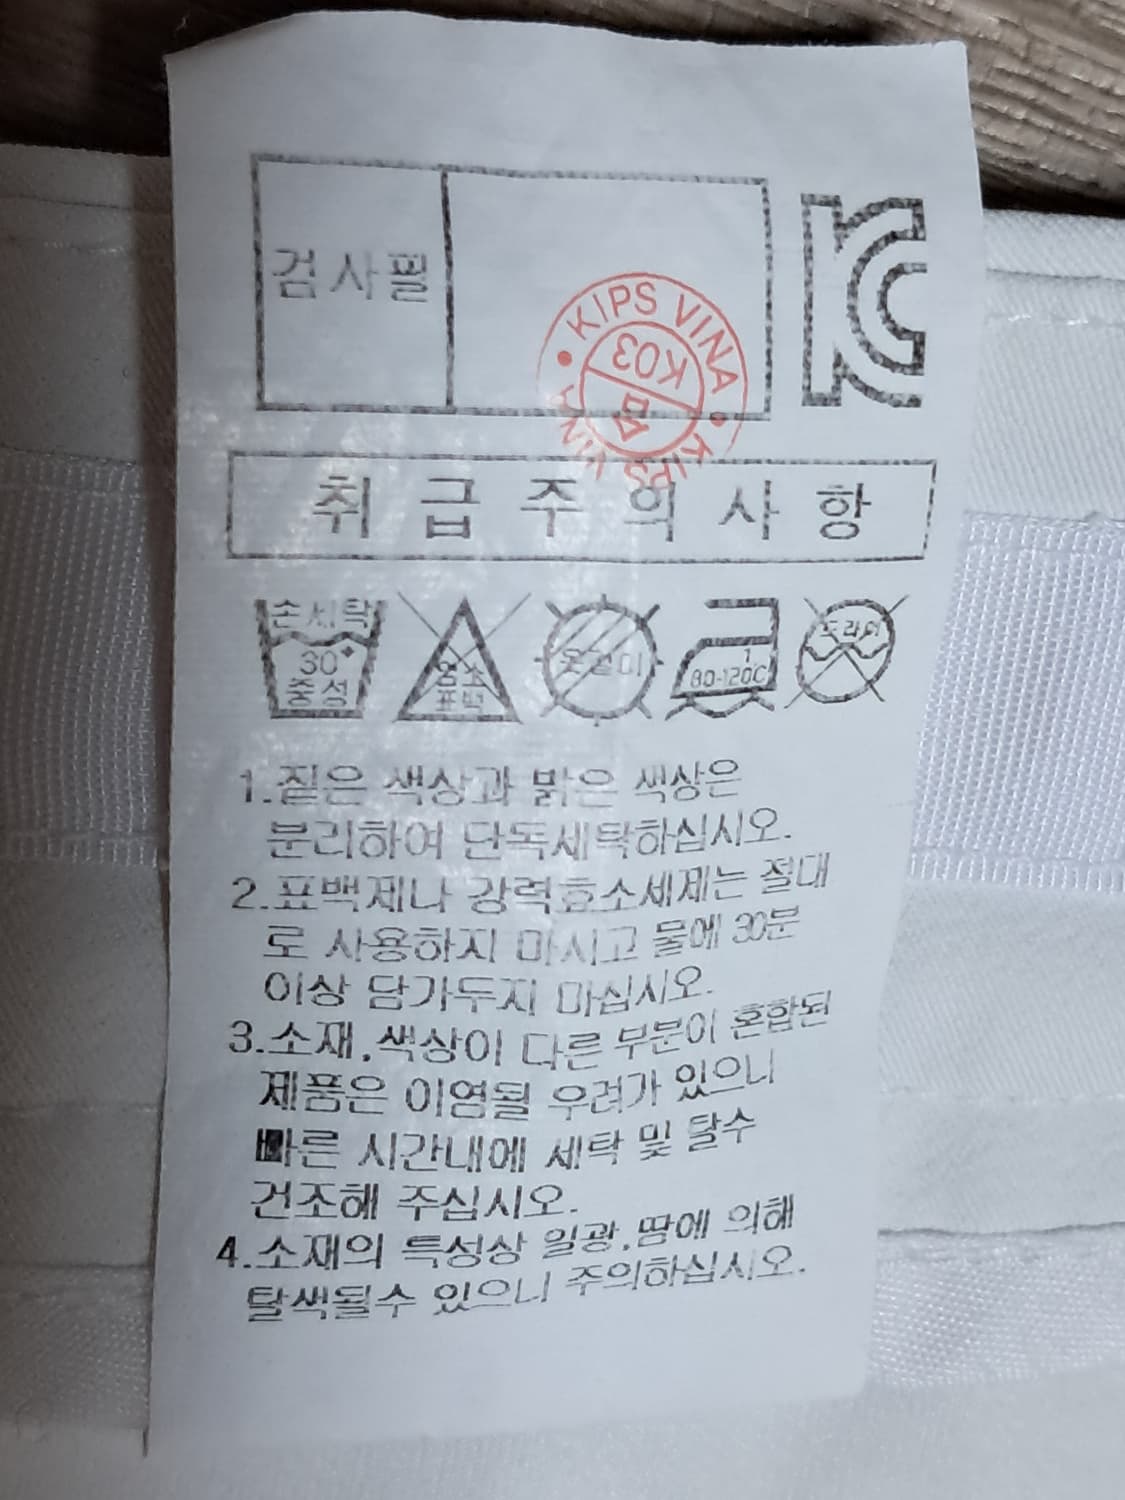 검사필
KC
KIPS VINA
K03
KIPS VINA
취급주의사항
손세탁
30°
중성
염소
표백
옷걸이
80-120C
드라이
1.짙은 색상과 밝은 색상은
분리하여 단독세탁하십시오.
2.표백제나 강력효소세제는 절대
로 사용하지 마시고 물에 30분
이상 담가두지 마십시오.
3.소재,색상이 다른 부분이 혼합된
제품은 이염될 우려가 있으니
빠른 시간내에 세탁 및 탈수
건조해 주십시오.
4.소재의 특성상 일광,땀에 의해
탈색될수 있으니 주의하십시오.